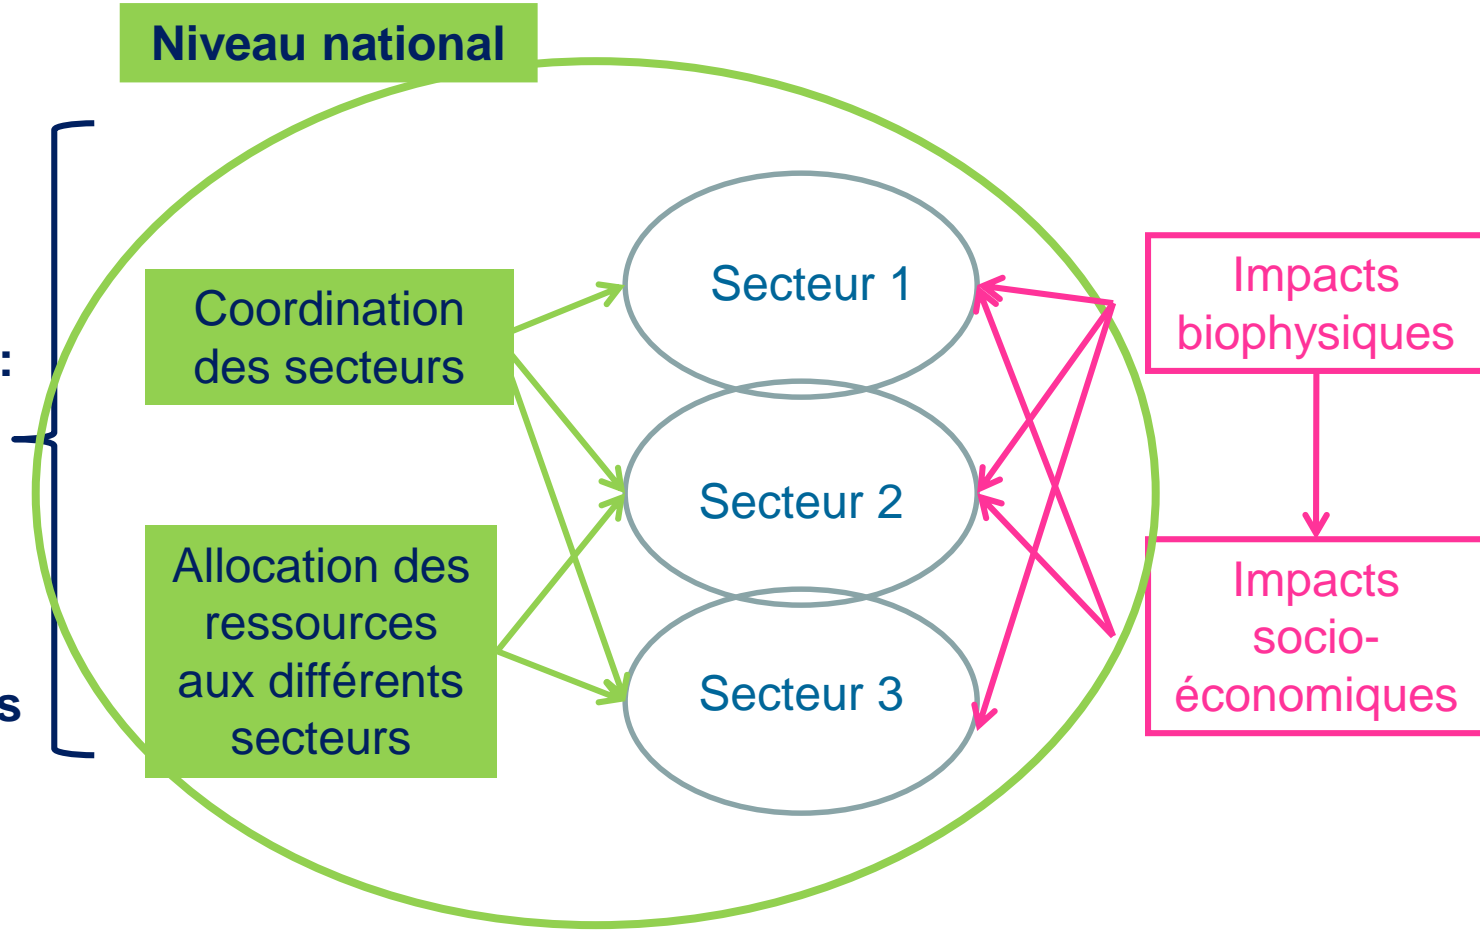 Niveau national
:
s
Coordination
des secteurs
Allocation des
ressources
aux différents
secteurs
Secteur 1
Secteur 2
Secteur 3
Impacts
biophysiques
Impacts
socio-
économiques